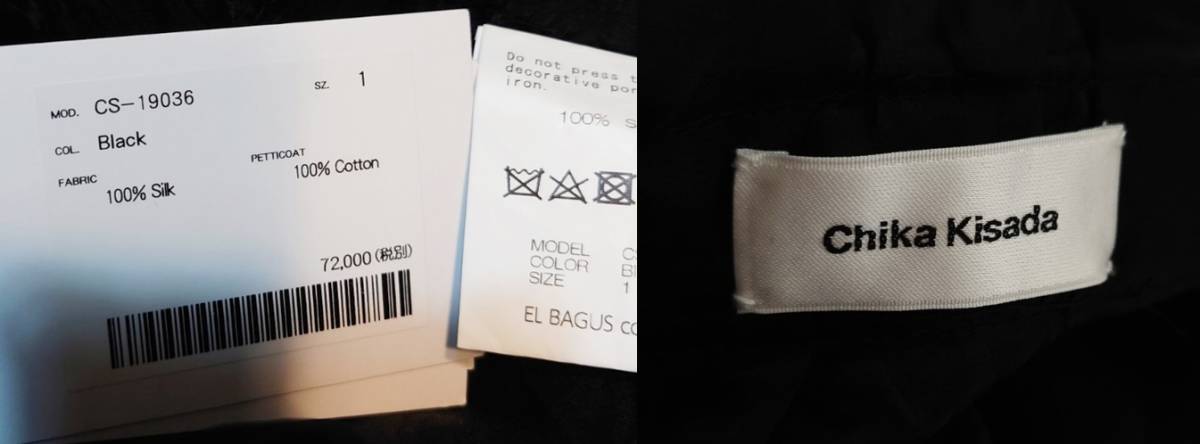 MOD. CS-19036
SZ. 1
COL. Black
FABRIC
100% Silk
PETTICOAT
100% Cotton
72,000 (税別)
Do not press
decorative
iron.
100%
MODEL
COLOR
SIZE 1
EL BAGUS
Chika Kisada